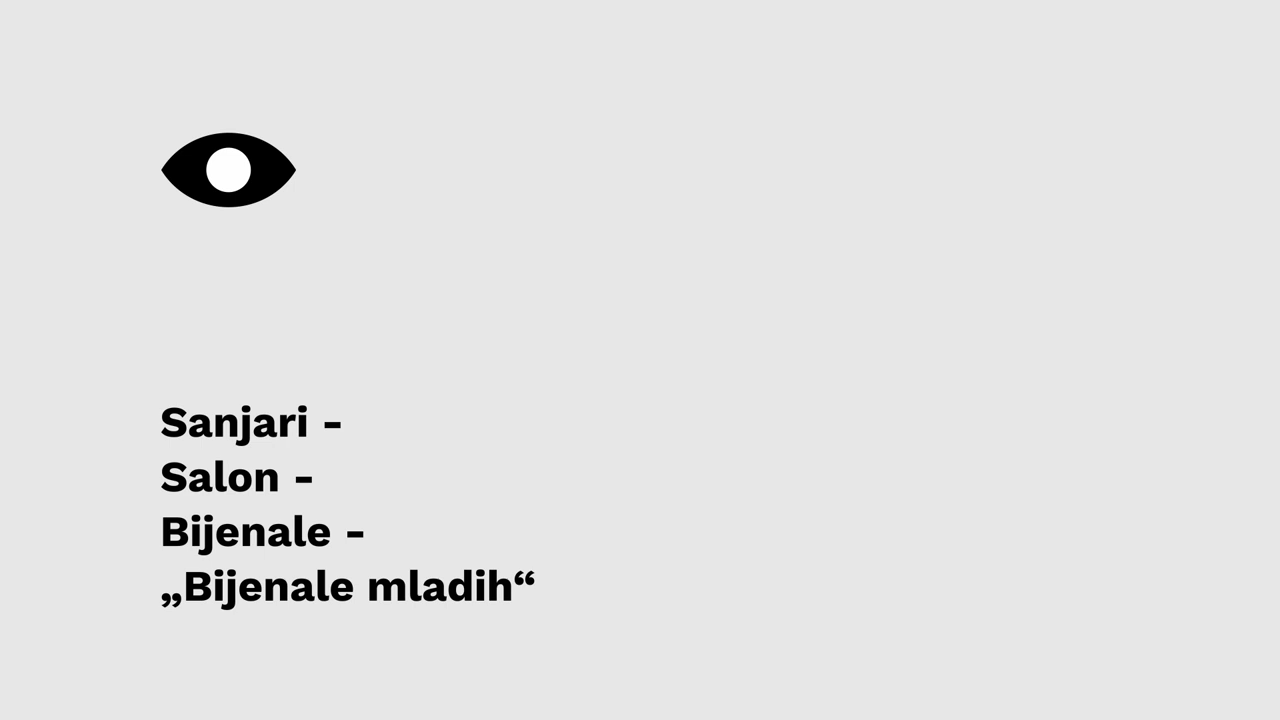 Sanjari -
Salon -
Bijenale -
„Bijenale mladih“